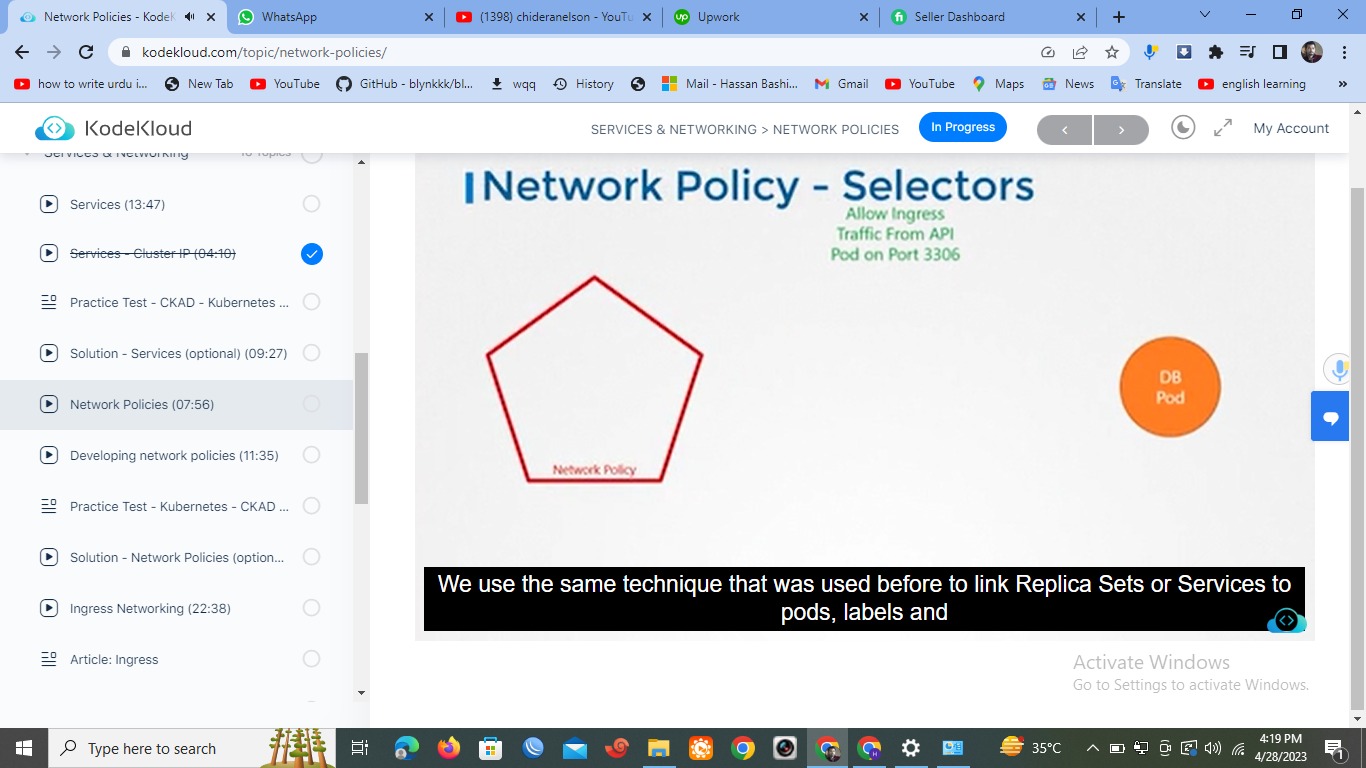 Network Policies - Kodek
WhatsApp
(1398) chideranelson - YouTu
Upwork
Seller Dashboard
kodekloud.com/topic/network-policies/
how to write urdu i...
New Tab
YouTube
GitHub - blynkkk/bl...
wqq
History
Mail - Hassan Bashi...
Gmail
YouTube
Maps
News
Translate
english learning
KodeKloud
SERVICES & NETWORKING > NETWORK POLICIES
In Progress
My Account
Services & Networking
Topics
Services (13:47)
Services - Cluster IP (04:10)
Practice Test - CKAD - Kubernetes ...
Solution - Services (optional) (09:27)
Network Policies (07:56)
Developing network policies (11:35)
Practice Test - Kubernetes - CKAD ...
Solution - Network Policies (option...
Ingress Networking (22:38)
Article: Ingress
Network Policy - Selectors
Allow Ingress
Traffic From API
Pod on Port 3306
Network Policy
DB
Pod
We use the same technique that was used before to link Replica Sets or Services to
pods, labels and
Activate Windows
Go to Settings to activate Windows.
Type here to search
35°C
4:19 PM
4/28/2023
1